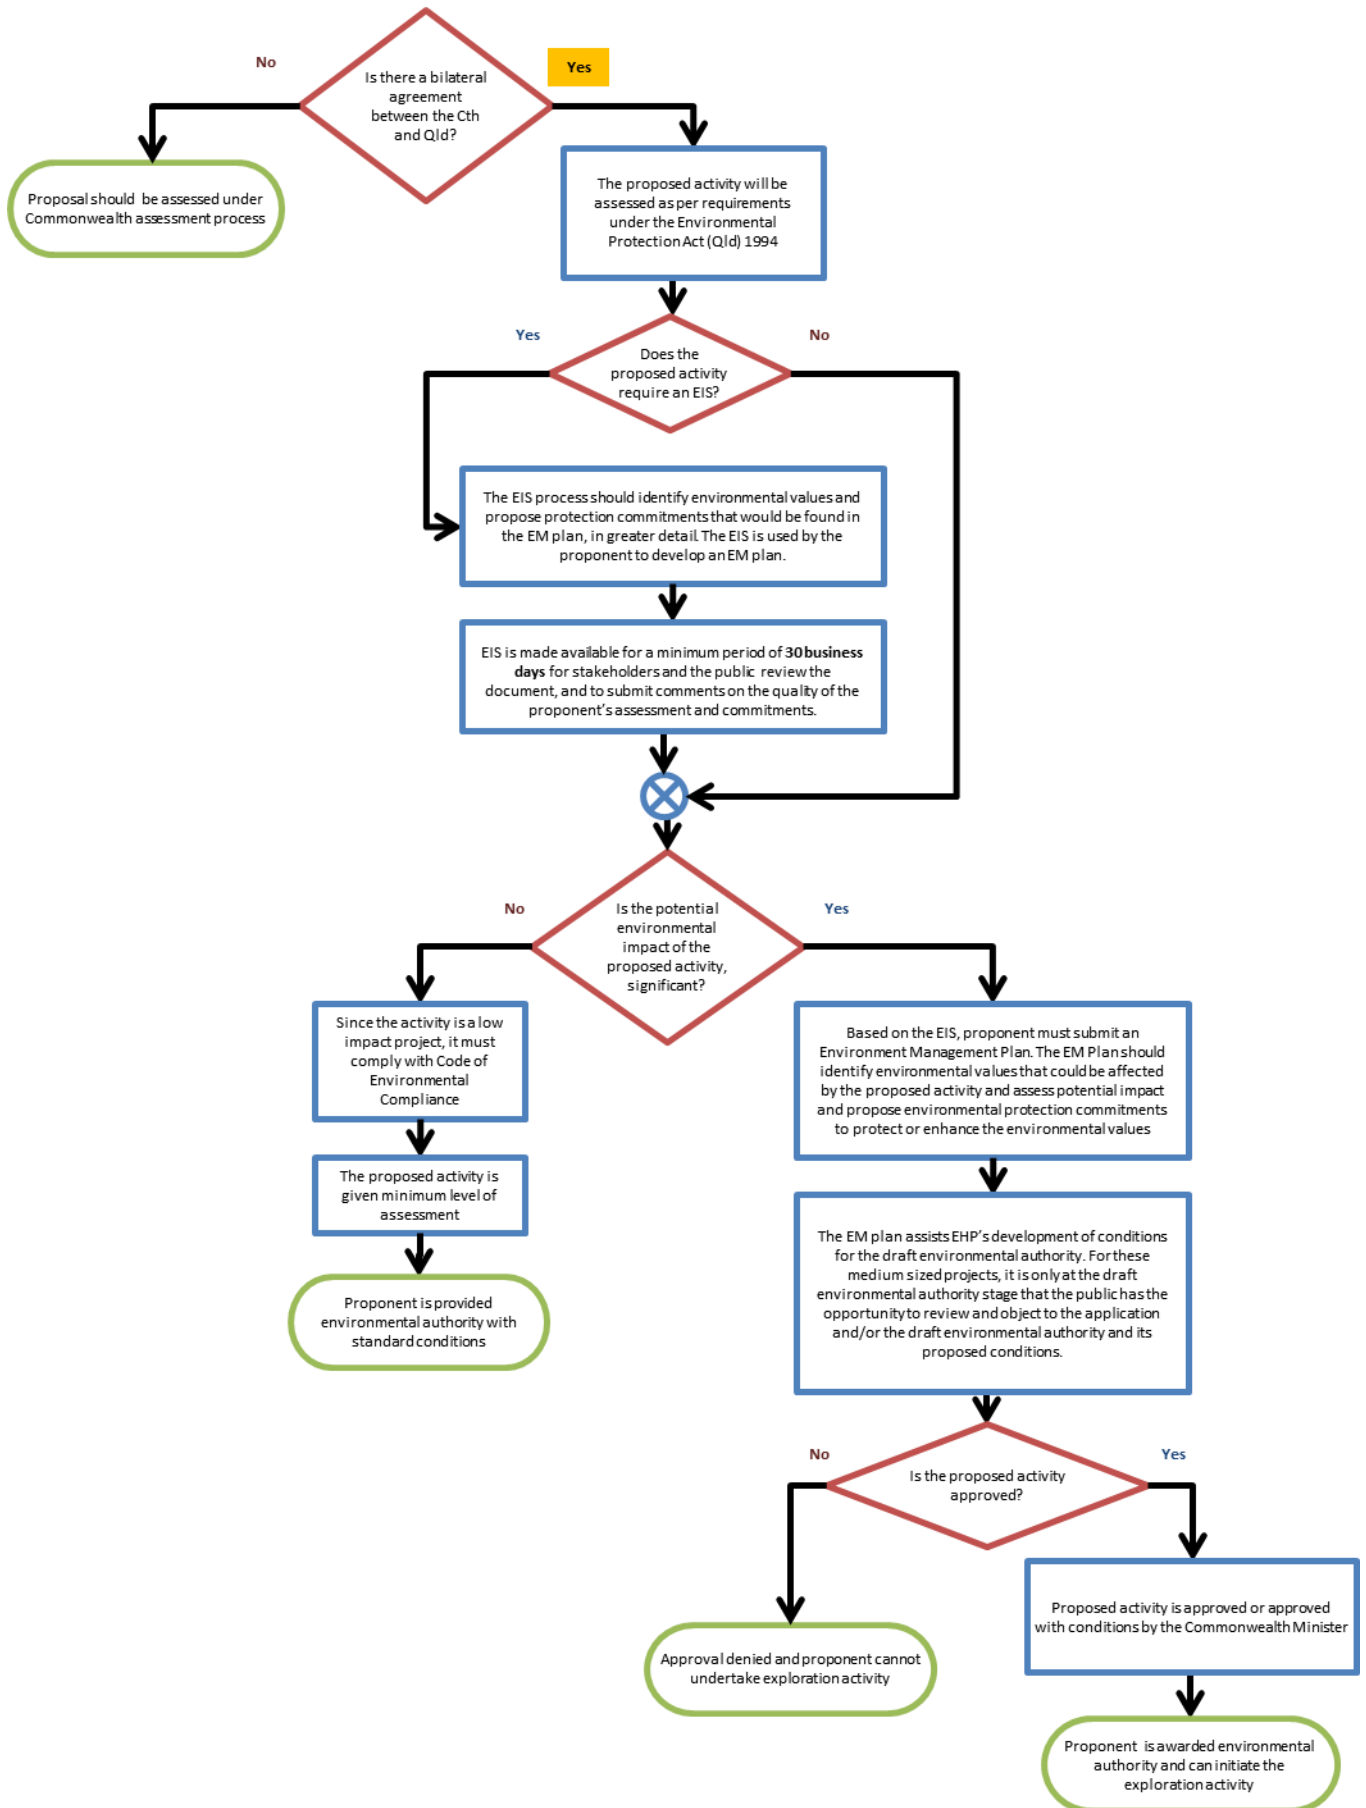 No
Yes
Is there a bilateral
agreement
between the Cth
and Qld?
Proposal should be assessed under
Commonwealth assessment process
The proposed activity will be
assessed as per requirements
under the Environmental
Protection Act (Qld) 1994
Yes
No
Does the
proposed activity
require an EIS?
The EIS process should identify environmental values and
propose protection commitments that would be found in
the EM plan, in greater detail. The EIS is used by the
proponent to develop an EM plan.
EIS is made available for a minimum period of 30 business
days for stakeholders and the public review the
document, and to submit comments on the quality of the
proponent's assessment and commitments.
No
Yes
Is the potential
environmental
impact of the
proposed activity,
significant?
Since the activity is a low
impact project, it must
comply with Code of
Environmental
Compliance
The proposed activity is
given minimum level of
assessment
Proponent is provided
environmental authority with
standard conditions
Based on the EIS, proponent must submit an
Environment Management Plan. The EM Plan should
identify environmental values that could be affected
by the proposed activity and assess potential impact
and propose environmental protection commitments
to protect or enhance the environmental values
The EM plan assists EHP's development of conditions
for the draft environmental authority. For these
medium sized projects, it is only at the draft
environmental authority stage that the public has the
opportunity to review and object to the application
and/or the draft environmental authority and its
proposed conditions.
No
Yes
Is the proposed activity
approved?
Approval denied and proponent cannot
undertake exploration activity
Proposed activity is approved or approved
with conditions by the Commonwealth Minister
Proponent is awarded environmental
authority and can initiate the
exploration activity